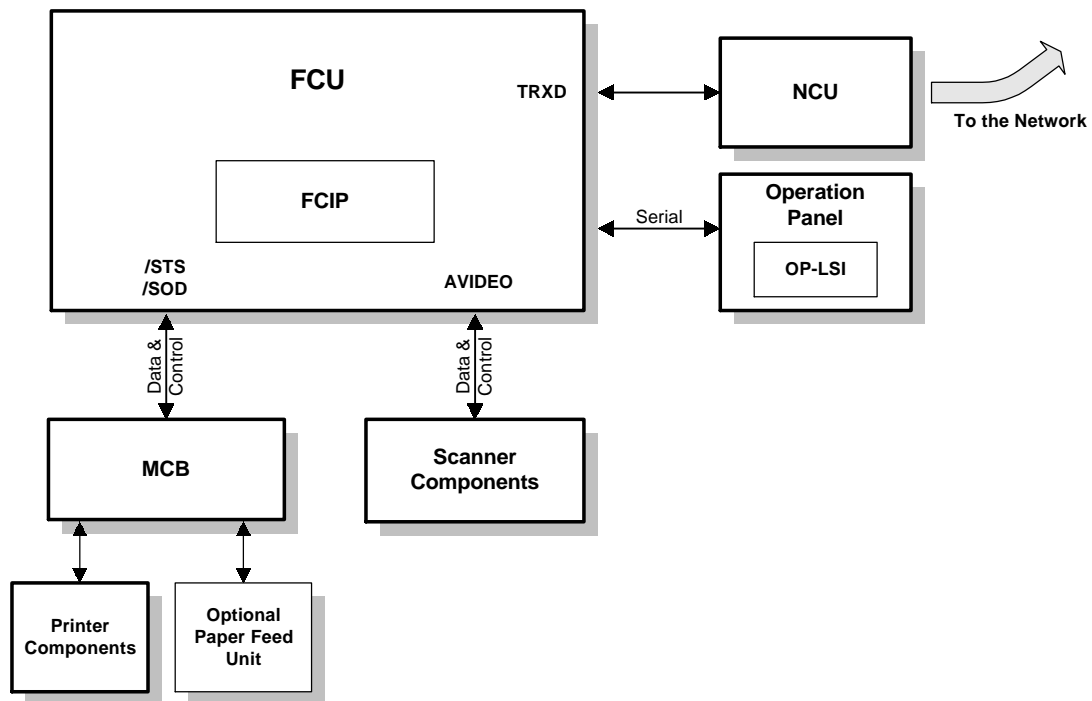 FCU
TRXD
NCU
To the Network
FCIP
Serial
Operation
Panel
OP-LSI
/STS
/SOD
AVIDEO
Data &
Control
Data &
Control
MCB
Scanner
Components
Printer
Components
Optional
Paper Feed
Unit